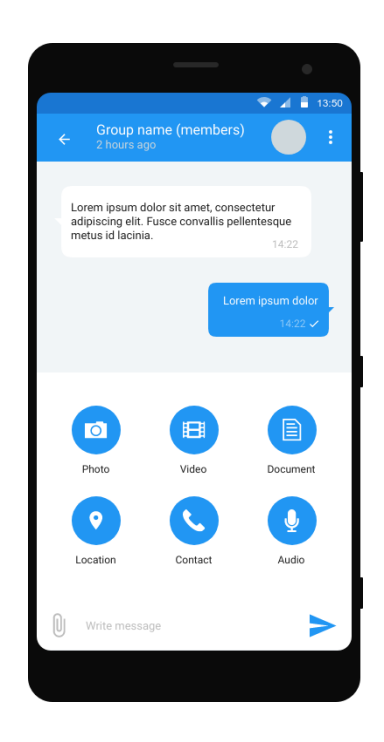 13:50
Group name (members)
2 hours ago
Lorem ipsum dolor sit amet, consectetur
adipiscing elit. Fusce convallis pellentesque
metus id lacinia.
14:22
Lorem ipsum dolor
14:22
Photo
Video
Document
Location
Contact
Audio
Write message